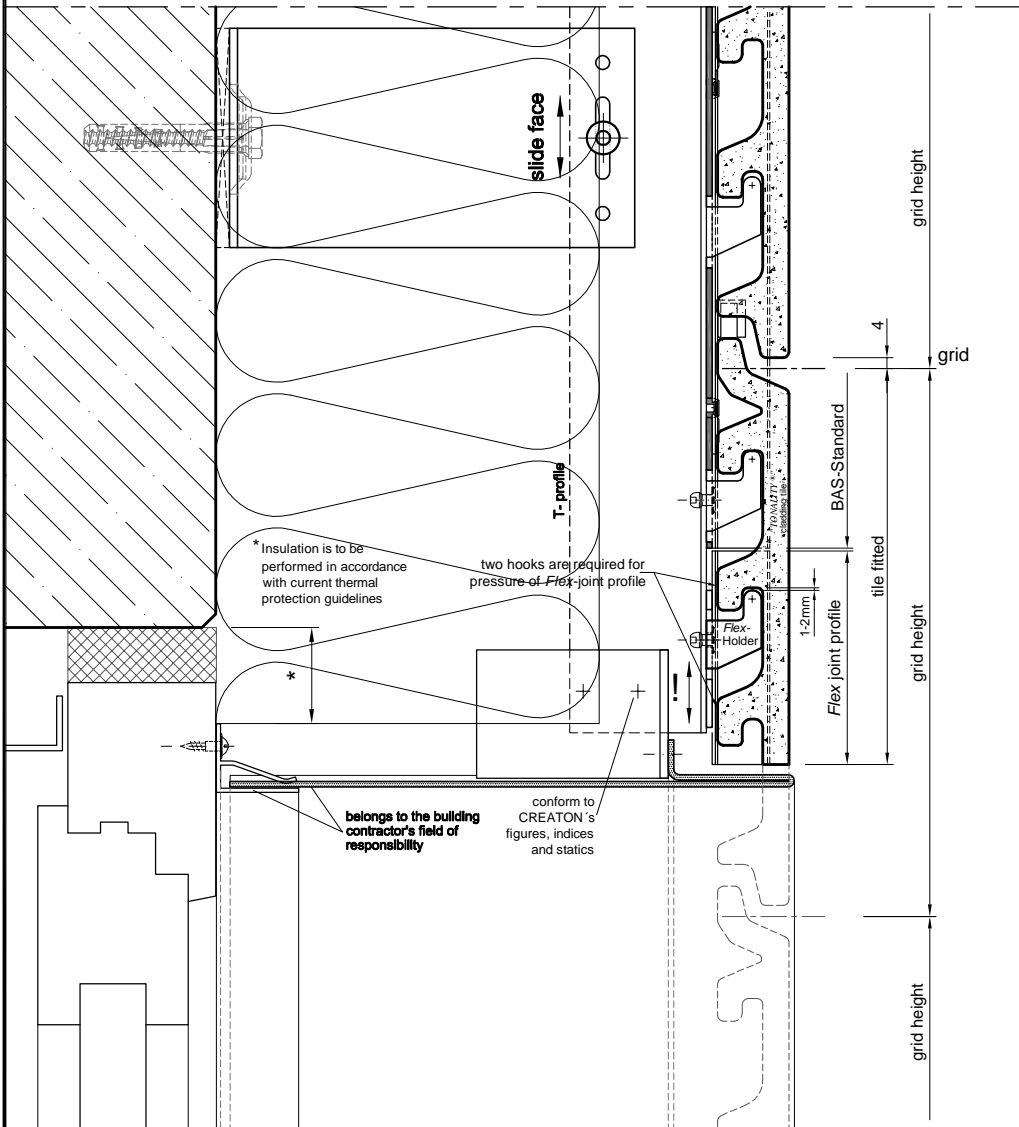 slide face
grid height
4
grid
BAS-Standard
T- profile
TONALITY®
cladding tile
* Insulation is to be
performed in accordance
with current thermal
protection guidelines
two hooks are required for
pressure of Flex-joint profile
1-2mm
tile fitted
grid height
Flex-
Holder
Flex joint profile
*
!
belongs to the building
contractor's field of
responsibility
conform to
CREATON´s
figures, indices
and statics
grid height